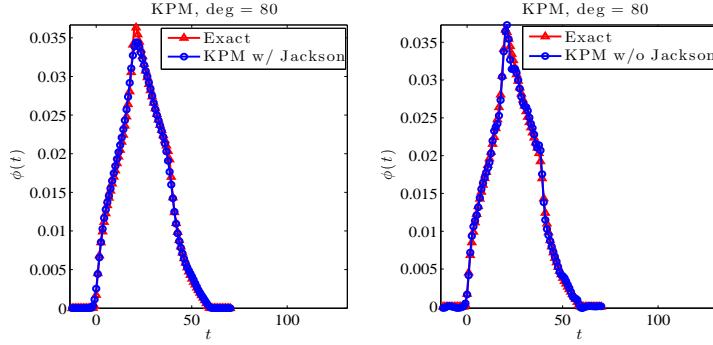 KPM, deg = 80
0.035
0.03
0.025
0.02
0.015
0.01
0.005
0
ϕ(t)
Exact
KPM w/ Jackson
0 50 100
t
KPM, deg = 80
0.035
0.03
0.025
0.02
0.015
0.01
0.005
0
ϕ(t)
Exact
KPM w/o Jackson
0 50 100
t